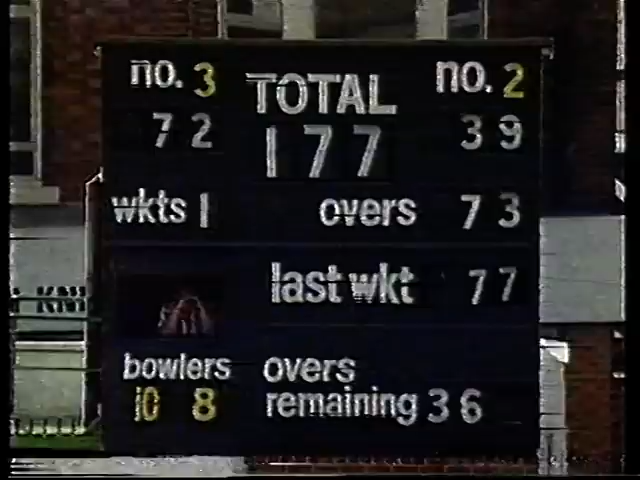 no. 3 TOTAL no. 2
72 177 39
wkts 1 overs 73
last wkt 77
bowlers overs
10 8 remaining 36